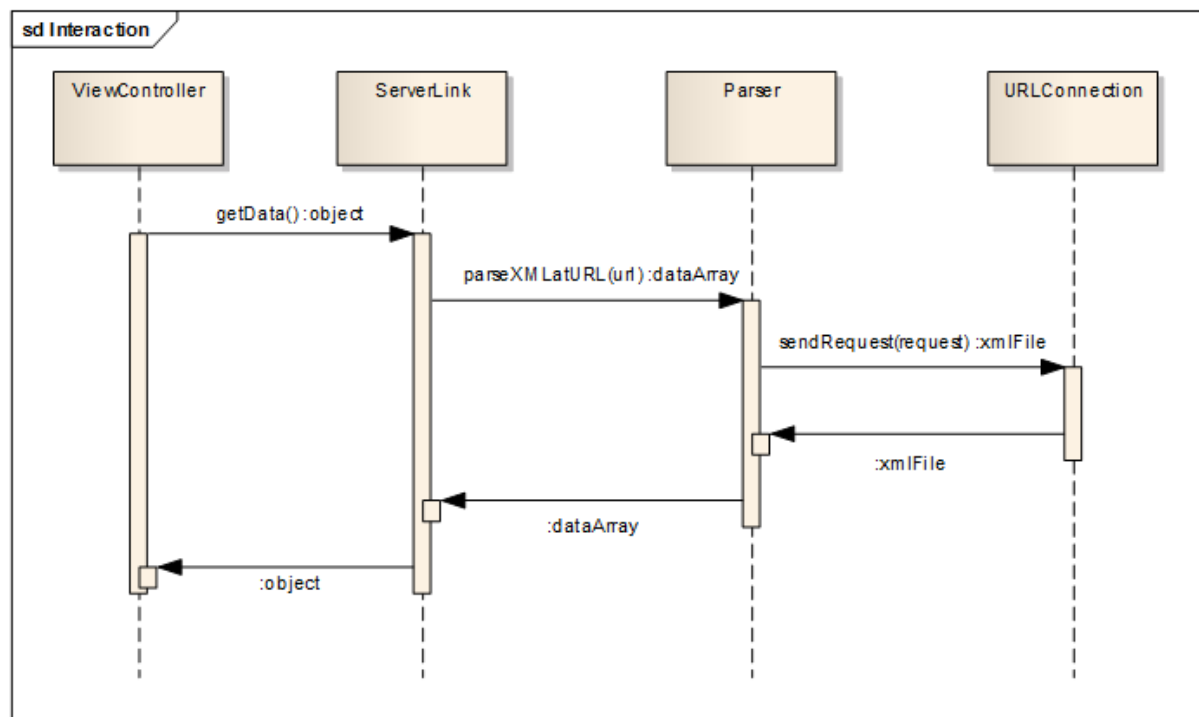 sd Interaction
ViewController
ServerLink
Parser
URLConnection
getData() :object
parseXMLatURL(url) :dataArray
sendRequest(request) :xmlFile
:xmlFile
:dataArray
:object